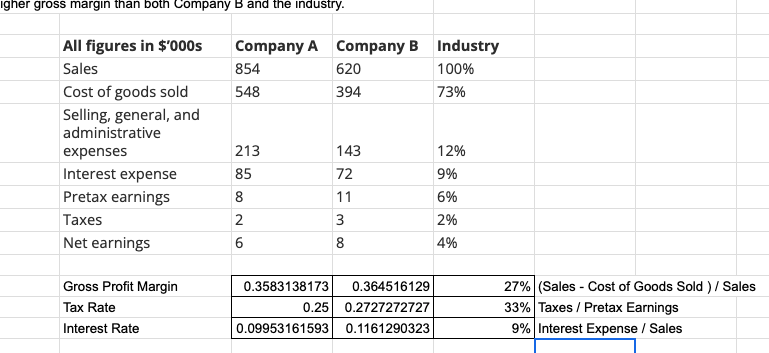 igher gross margin than both Company B and the industry.
All figures in $'000s Company A Company B Industry
Sales 854 620 100%
Cost of goods sold 548 394 73%
Selling, general, and
administrative
expenses 213 143 12%
Interest expense 85 72 9%
Pretax earnings 8 11 6%
Taxes 2 3 2%
Net earnings 6 8 4%
Gross Profit Margin 0.3583138173 0.364516129 27% (Sales - Cost of Goods Sold ) / Sales
Tax Rate 0.25 0.2727272727 33% Taxes / Pretax Earnings
Interest Rate 0.09953161593 0.1161290323 9% Interest Expense / Sales